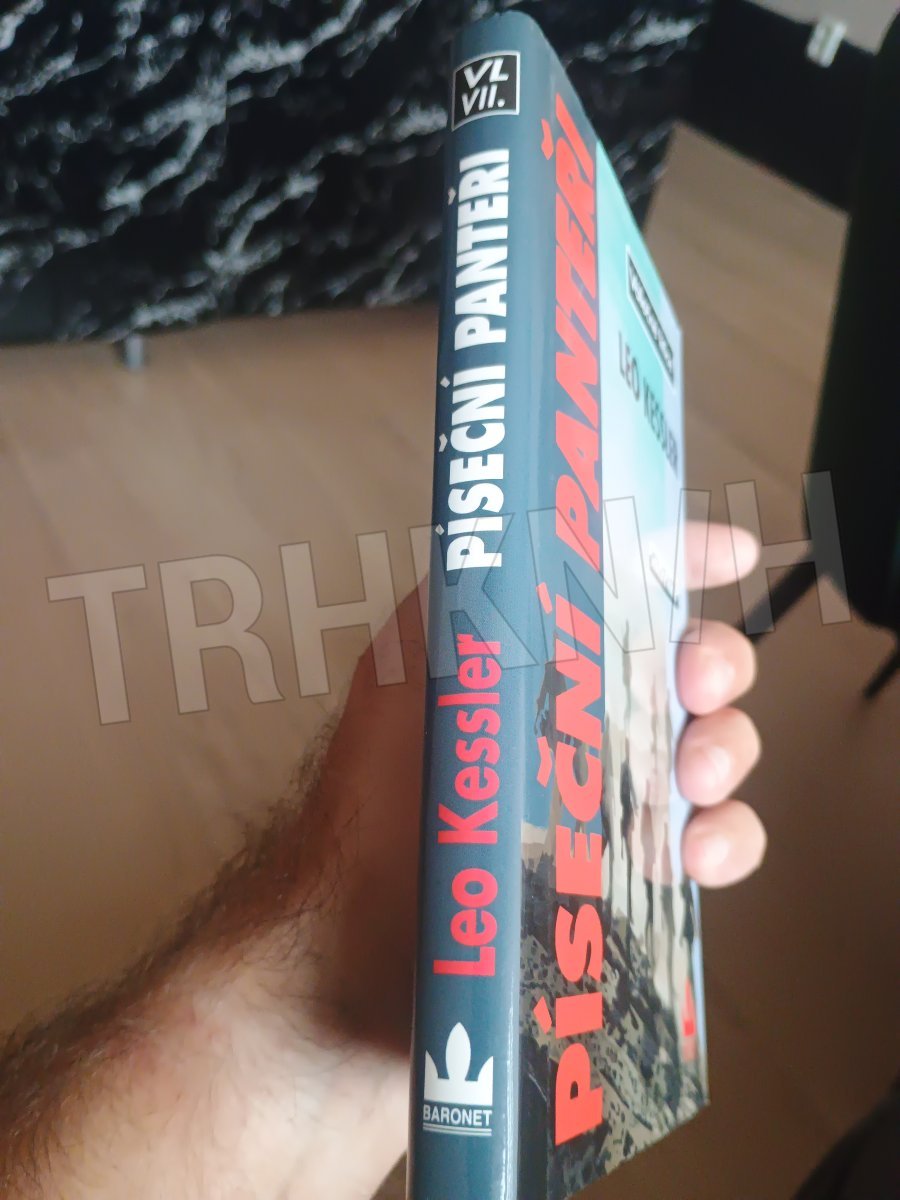 VL
VII.
PÍSEČNÍ PANTEŘI
Leo Kessler
BARONET
LEO KESSLER
PÍSEČNÍ PANTEŘI
TRHKNIH